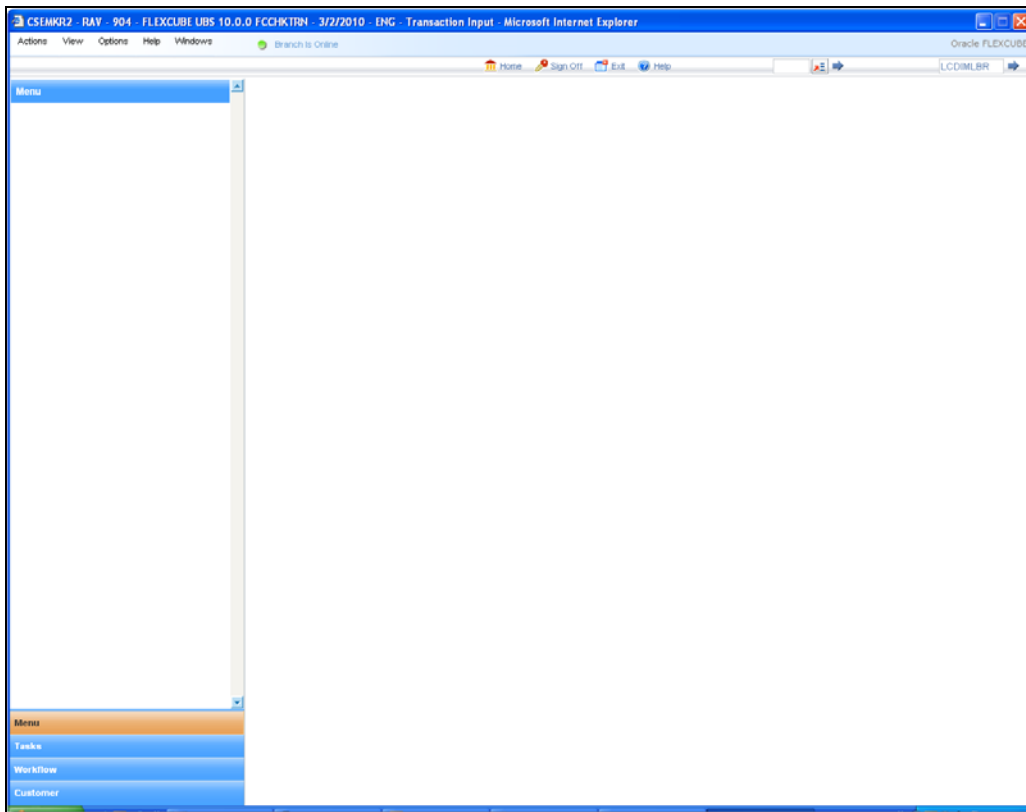 CSEMKR2 - RAV - 904 - FLEXCUBE UBS 10.0.0 FCCHKTRN - 3/2/2010 - ENG - Transaction Input - Microsoft Internet Explorer
Actions View Options Help Windows Branch Is Online Oracle FLEXCUBE
Home Sign Off Exit Help LCDIMLBR
Menu
Menu
Tasks
Workflow
Customer